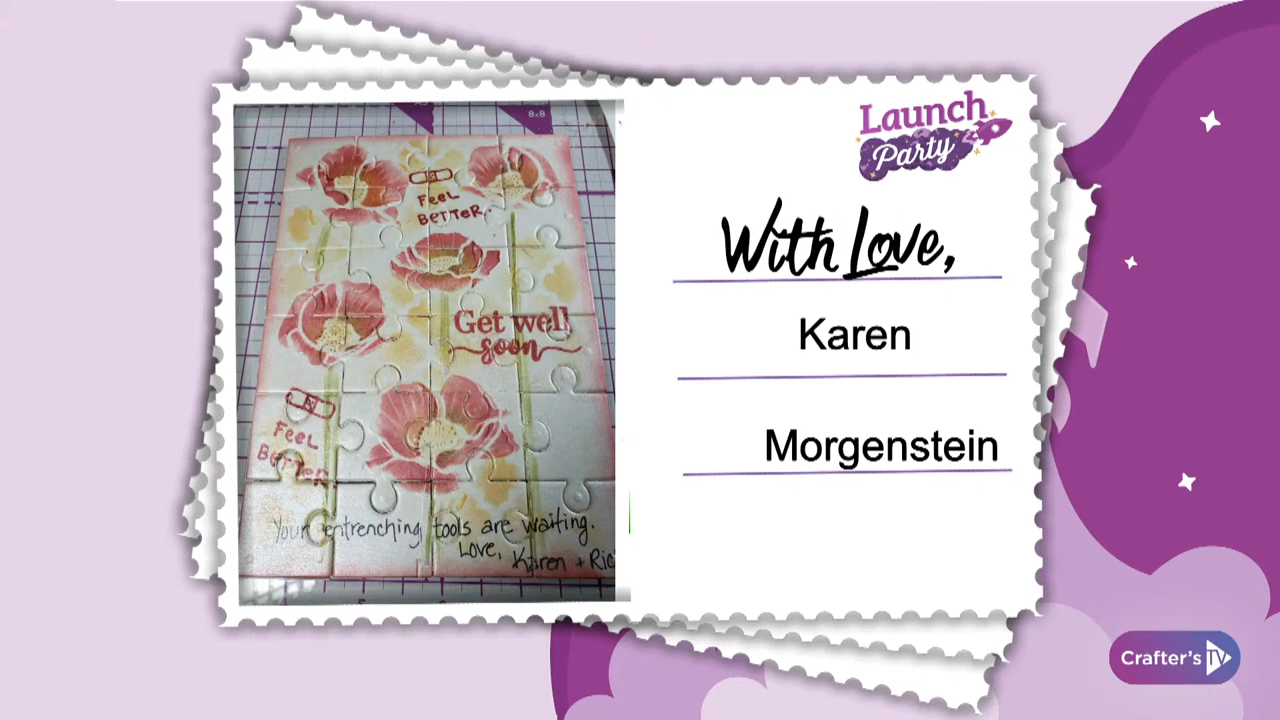 8x8
FEEL
BETTER.
Get well
soon
FEEL
BETTER.
Your entrenching tools are waiting.
Love, Karen + Ric
Launch
Party
With Love,
Karen
Morgenstein
Crafter's TV